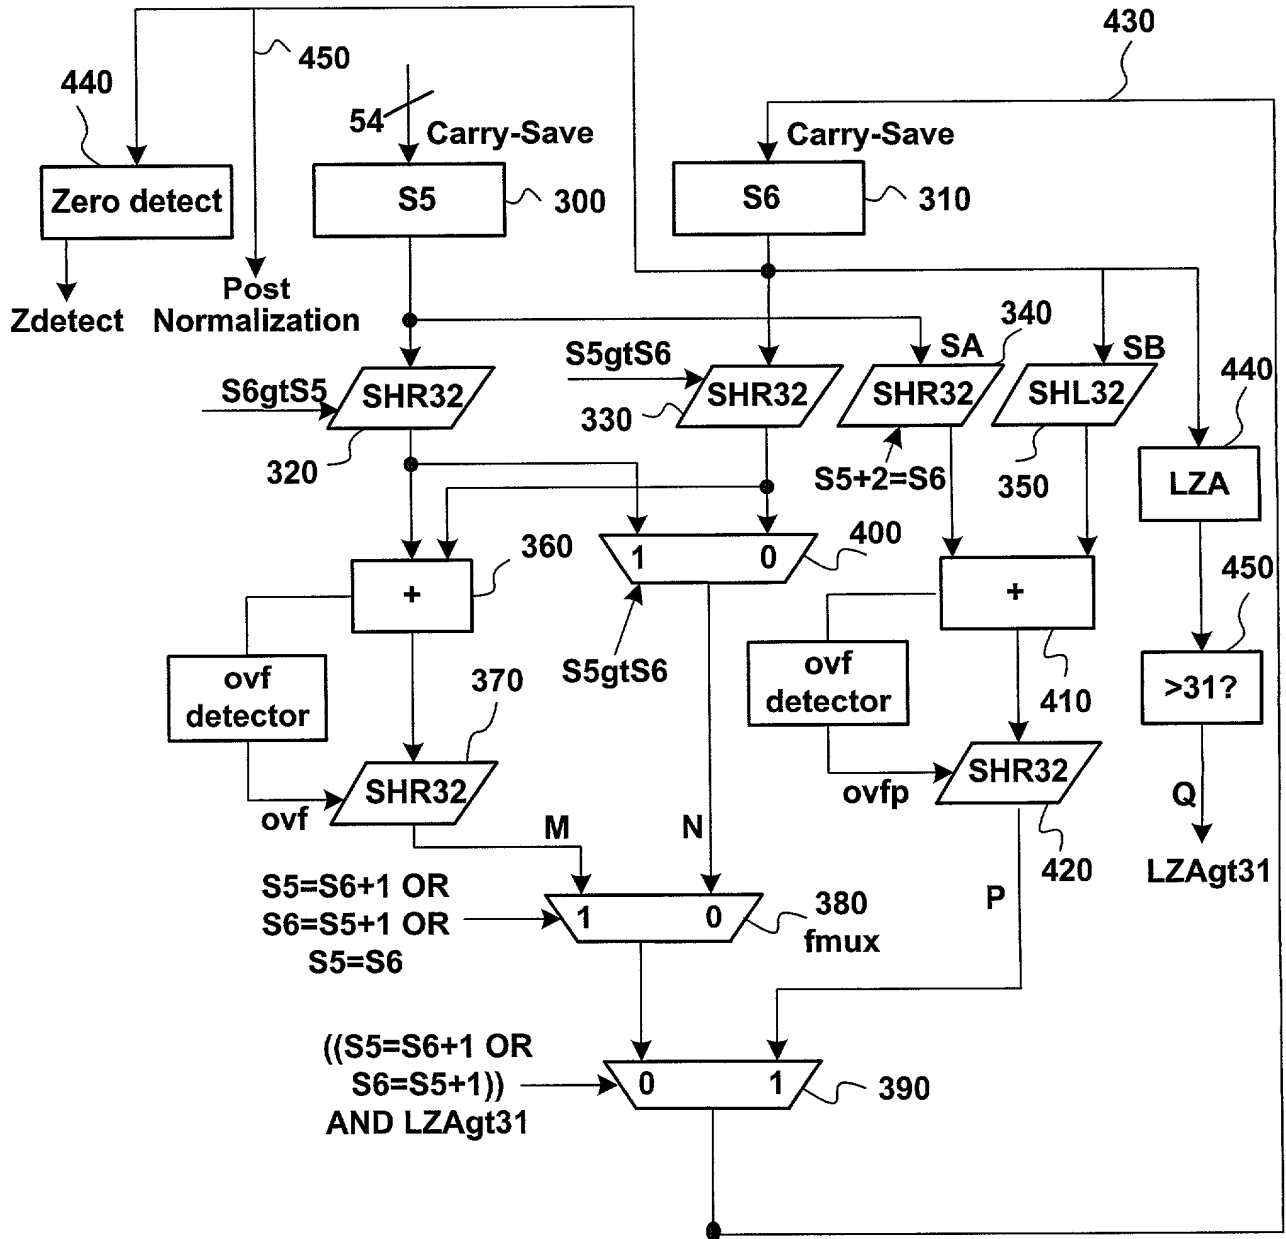 430
450
440
54
Carry-Save
Carry-Save
Zero detect
S5
300
S6
310
Zdetect
Post
Normalization
340
S5gtS6
SA
SB
S6gtS5
SHR32
SHR32
SHR32
SHL32
440
330
320
S5+2=S6
350
LZA
1
0
400
360
+
+
450
ovf
detector
S5gtS6
370
ovf
detector
410
>31?
SHR32
SHR32
ovf
ovfp
Q
M
N
420
LZAgt31
S5=S6+1 OR
S6=S5+1 OR
S5=S6
1
0
380
fmux
P
((S5=S6+1 OR
S6=S5+1))
AND LZAgt31
0
1
390